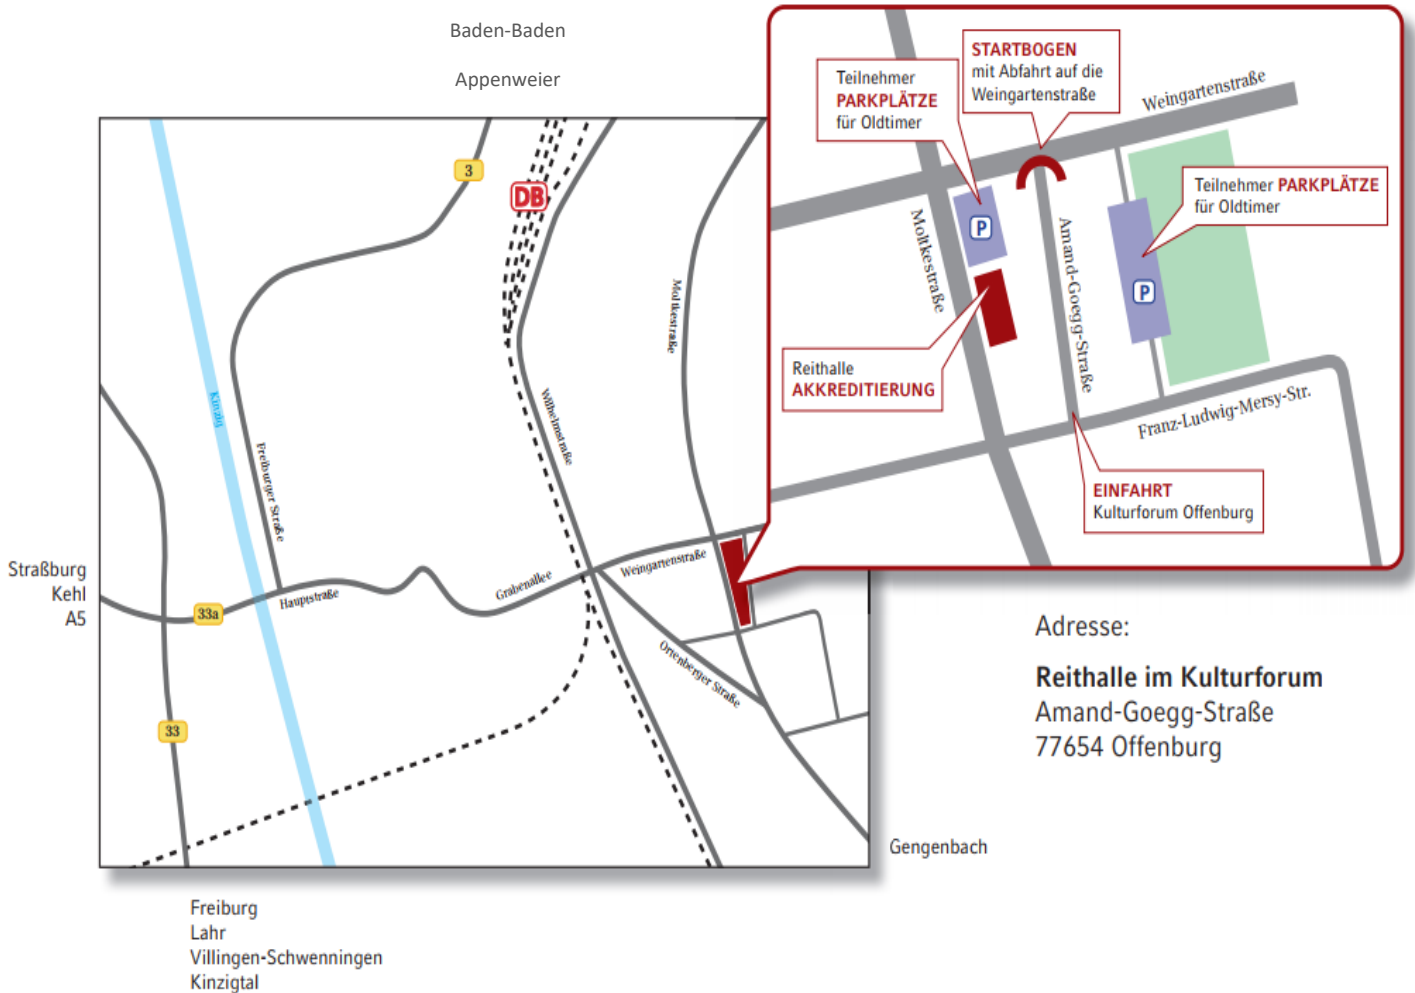 Baden-Baden
Appenweier
STARTBOGEN
mit Abfahrt auf die
Weingartenstraße
Teilnehmer
PARKPLÄTZE
für Oldtimer
Weingartenstraße
Teilnehmer PARKPLÄTZE
für Oldtimer
P
P
Moltkestraße
Amand-Goegg-Straße
Reithalle
AKKREDITIERUNG
Franz-Ludwig-Mersy-Str.
EINFAHRT
Kulturforum Offenburg
3
DB
Moltkestraße
Kinzig
Wilhelmstraße
Freiburger Straße
Straßburg
Kehl
A5
33a
Hauptstraße
Grabenallee
Weingartenstraße
Ortenberger Straße
33
Adresse:
Reithalle im Kulturforum
Amand-Goegg-Straße
77654 Offenburg
Gengenbach
Freiburg
Lahr
Villingen-Schwenningen
Kinzigtal